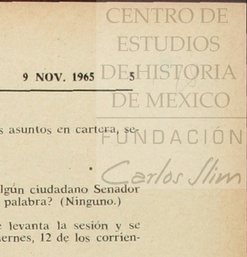 CENTRO DE
ESTUDIOS
DE HISTORIA
DE MEXICO
FUNDACIÓN
Carlos Slim
9 NOV. 1965 5
s asuntos en cartera, se-
lgún ciudadano Senador
palabra? (Ninguno.)
e levanta la sesión y se
iernes, 12 de los corrien-